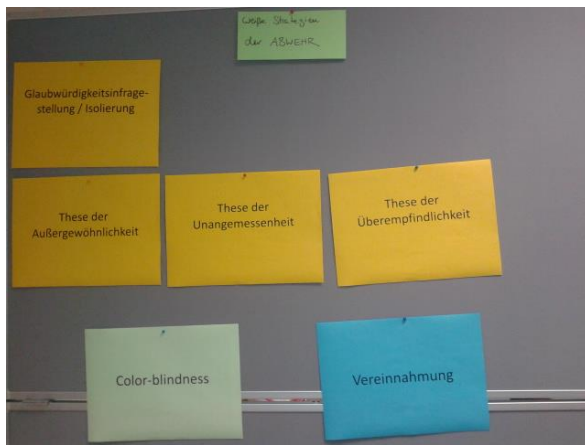 weiße Strategien
der ABWEHR
Glaubwürdigkeitsinfrage-
stellung / Isolierung
These der
Außergewöhnlichkeit
These der
Unangemessenheit
These der
Überempfindlichkeit
Color-blindness
Vereinnahmung